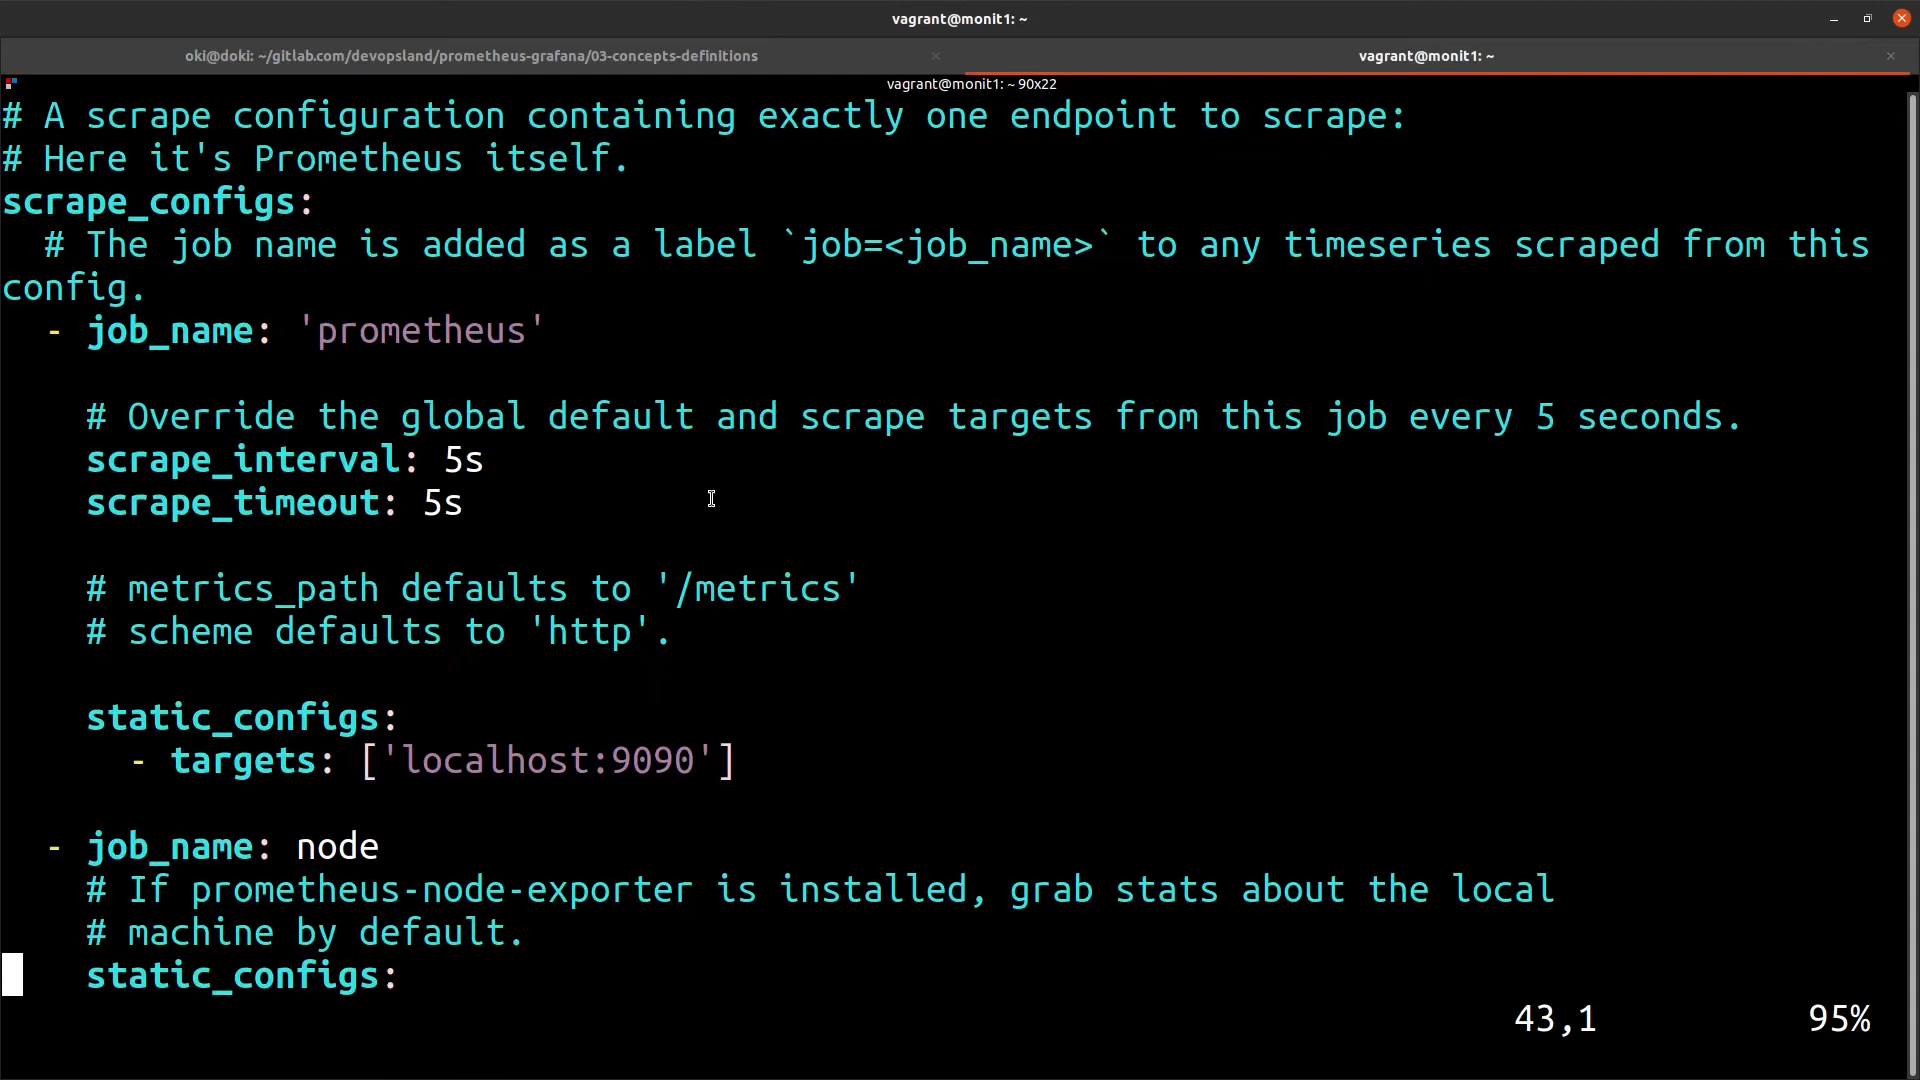 vagrant@monit1: ~
oki@doki: ~/gitlab.com/devopsland/prometheus-grafana/03-concepts-definitions
vagrant@monit1: ~
vagrant@monit1: ~ 90x22
# A scrape configuration containing exactly one endpoint to scrape:
# Here it's Prometheus itself.
scrape_configs:
  # The job name is added as a label `job=<job_name>` to any timeseries scraped from this
config.
  - job_name: 'prometheus'
    # Override the global default and scrape targets from this job every 5 seconds.
    scrape_interval: 5s
    scrape_timeout: 5s
    # metrics_path defaults to '/metrics'
    # scheme defaults to 'http'.
    static_configs:
      - targets: ['localhost:9090']
  - job_name: node
    # If prometheus-node-exporter is installed, grab stats about the local
    # machine by default.
    static_configs:
43,1 95%